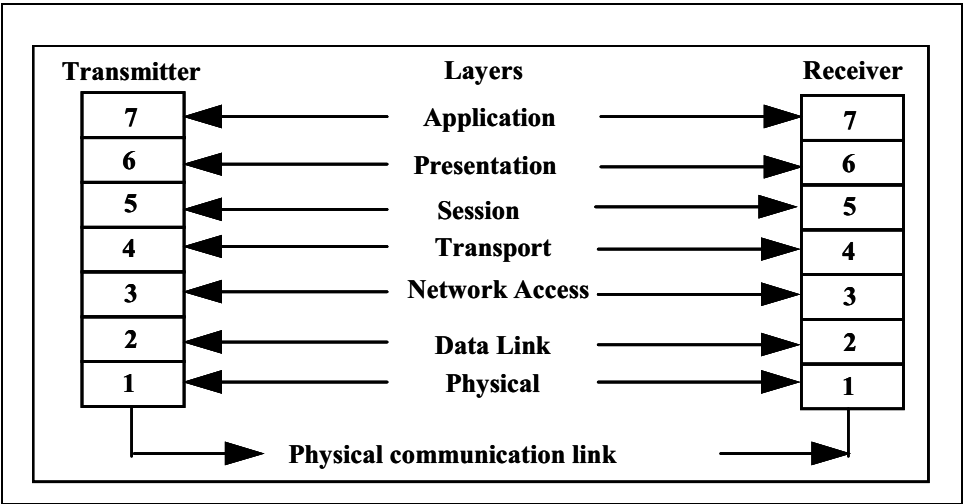 Transmitter Layers Receiver
7 Application 7
6 Presentation 6
5 Session 5
4 Transport 4
3 Network Access 3
2 Data Link 2
1 Physical 1
Physical communication link